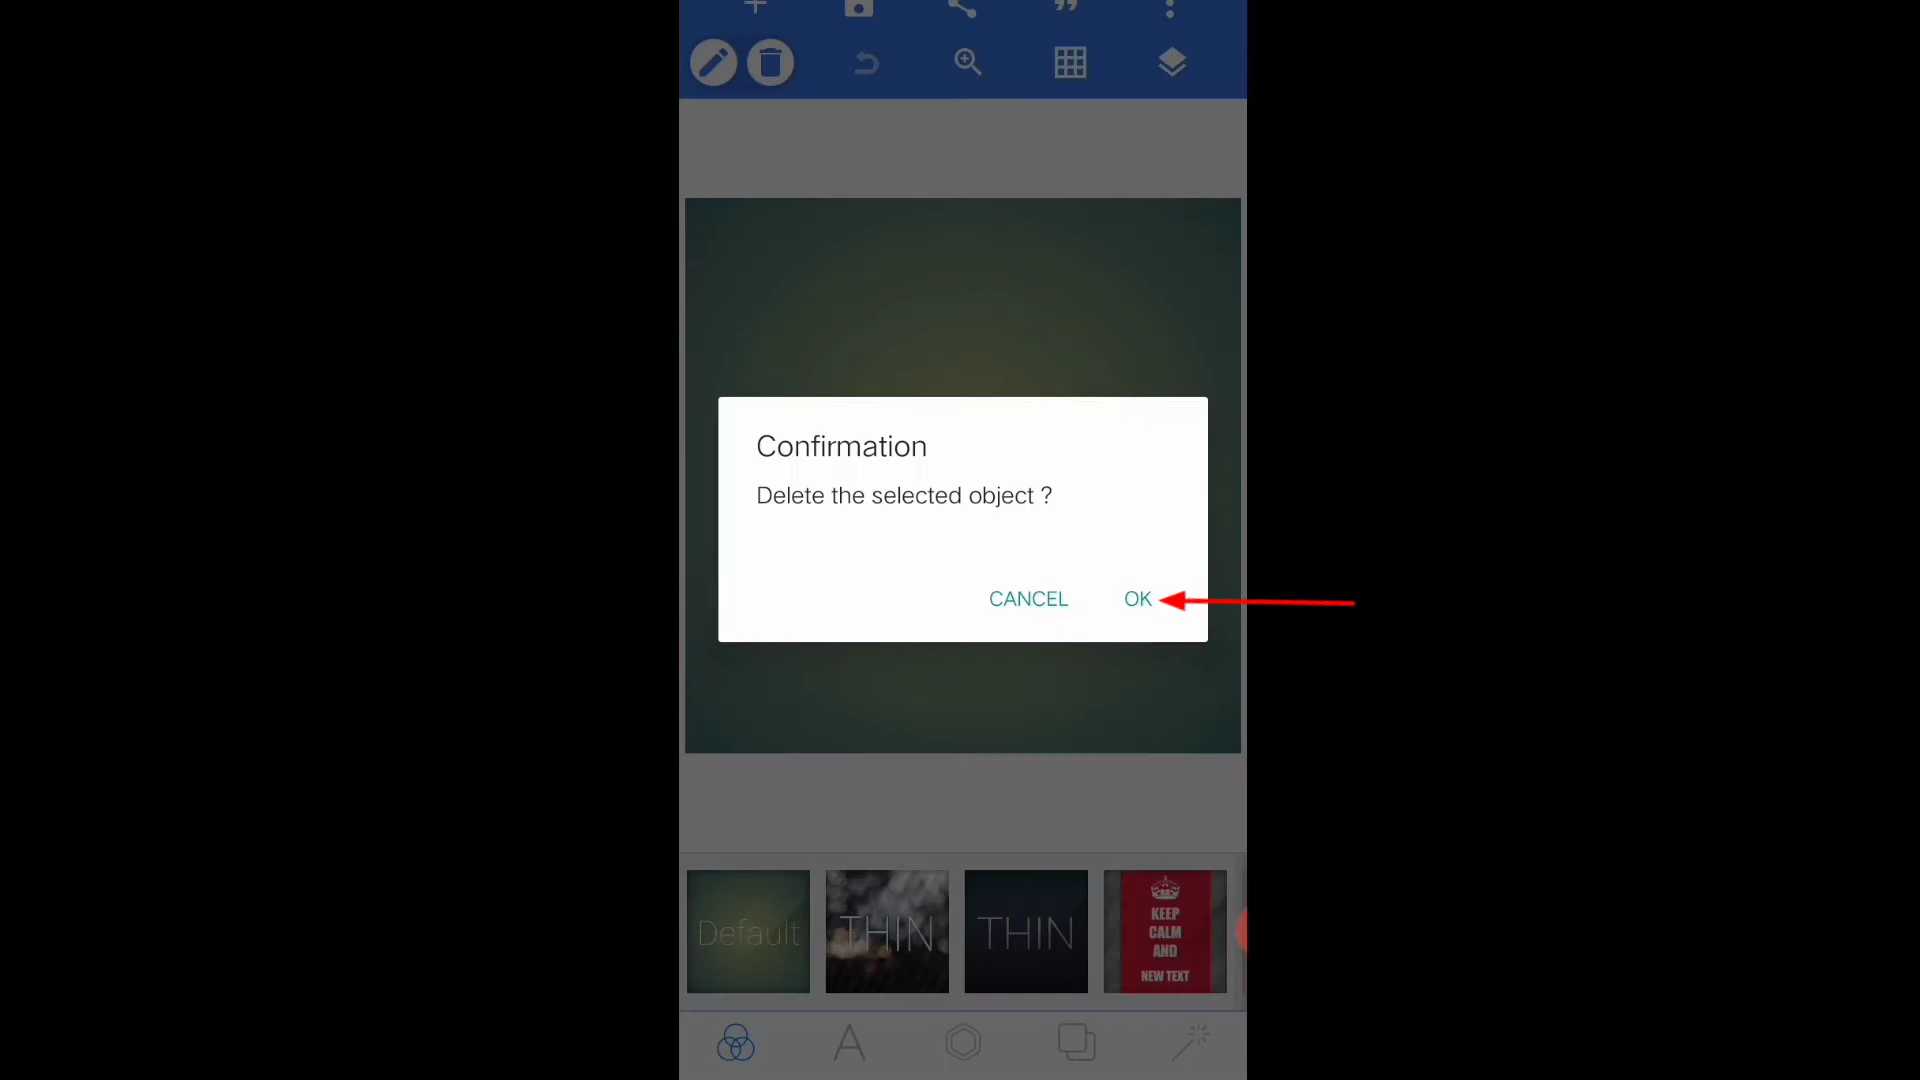 Confirmation
Delete the selected object ?
CANCEL OK
Default
THIN
THIN
KEEP
CALM
AND
NEW TEXT
A